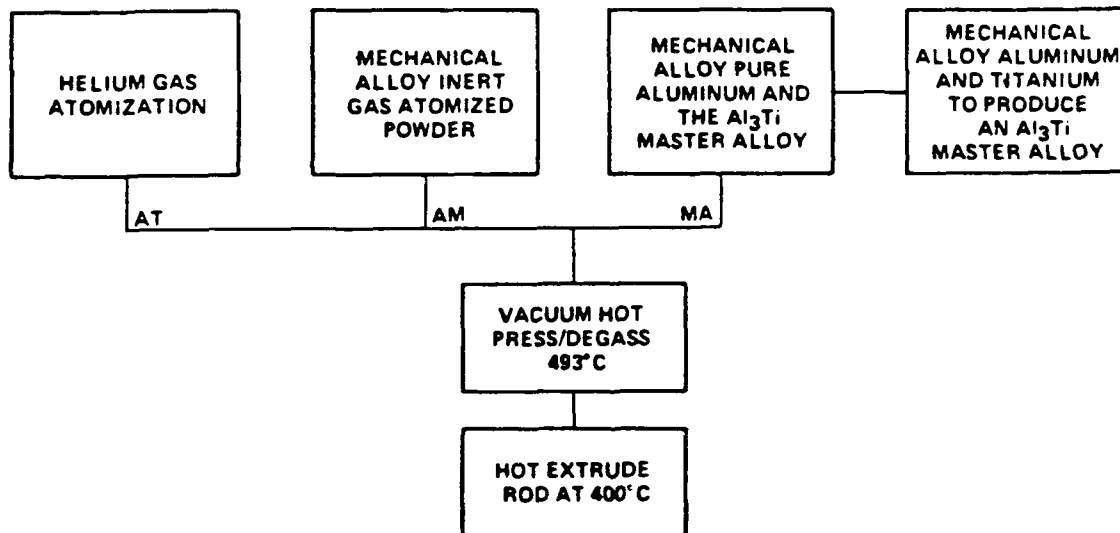 HELIUM GAS
ATOMIZATION
MECHANICAL
ALLOY INERT
GAS ATOMIZED
POWDER
MECHANICAL
ALLOY PURE
ALUMINUM AND
THE Al₃Ti
MASTER ALLOY
MECHANICAL
ALLOY ALUMINUM
AND TITANIUM
TO PRODUCE
AN Al₃Ti
MASTER ALLOY
AT
AM
MA
VACUUM HOT
PRESS/DEGASS
493°C
HOT EXTRUDE
ROD AT 400°C